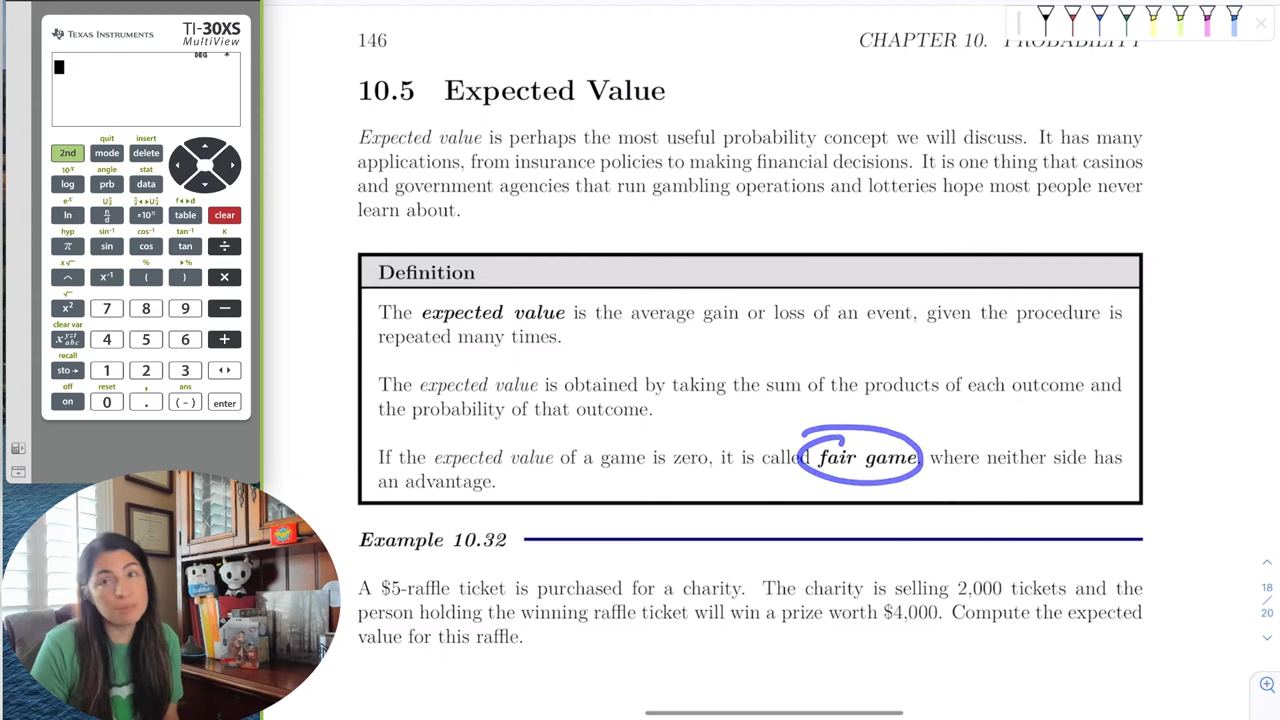 TEXAS INSTRUMENTS
TI-30XS
MultiView
DEG
quit insert
2nd mode delete
10ˣ angle stat
log prb data
eˣ
ln n/d ×10ⁿ table clear
hyp sin⁻¹ cos⁻¹ tan⁻¹ K
π sin cos tan ÷
% ▸%
^ x⁻¹ ( ) ×
√
x² 7 8 9 −
clear var
4 5 6 +
recall
sto→ 1 2 3
off reset , ans
on 0 . (-) enter
146 CHAPTER 10. PROBABILITY
10.5 Expected Value
Expected value is perhaps the most useful probability concept we will discuss. It has many
applications, from insurance policies to making financial decisions. It is one thing that casinos
and government agencies that run gambling operations and lotteries hope most people never
learn about.
Definition
The expected value is the average gain or loss of an event, given the procedure is
repeated many times.
The expected value is obtained by taking the sum of the products of each outcome and
the probability of that outcome.
If the expected value of a game is zero, it is called fair game, where neither side has
an advantage.
Example 10.32
A $5-raffle ticket is purchased for a charity. The charity is selling 2,000 tickets and the
person holding the winning raffle ticket will win a prize worth $4,000. Compute the expected
value for this raffle.
18
/
20